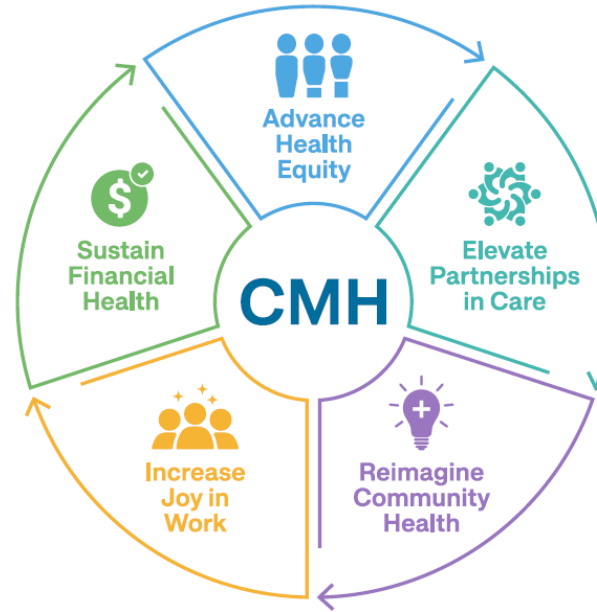 Advance
Health
Equity
Elevate
Partnerships
in Care
Reimagine
Community
Health
Increase
Joy in
Work
Sustain
Financial
Health
$
CMH